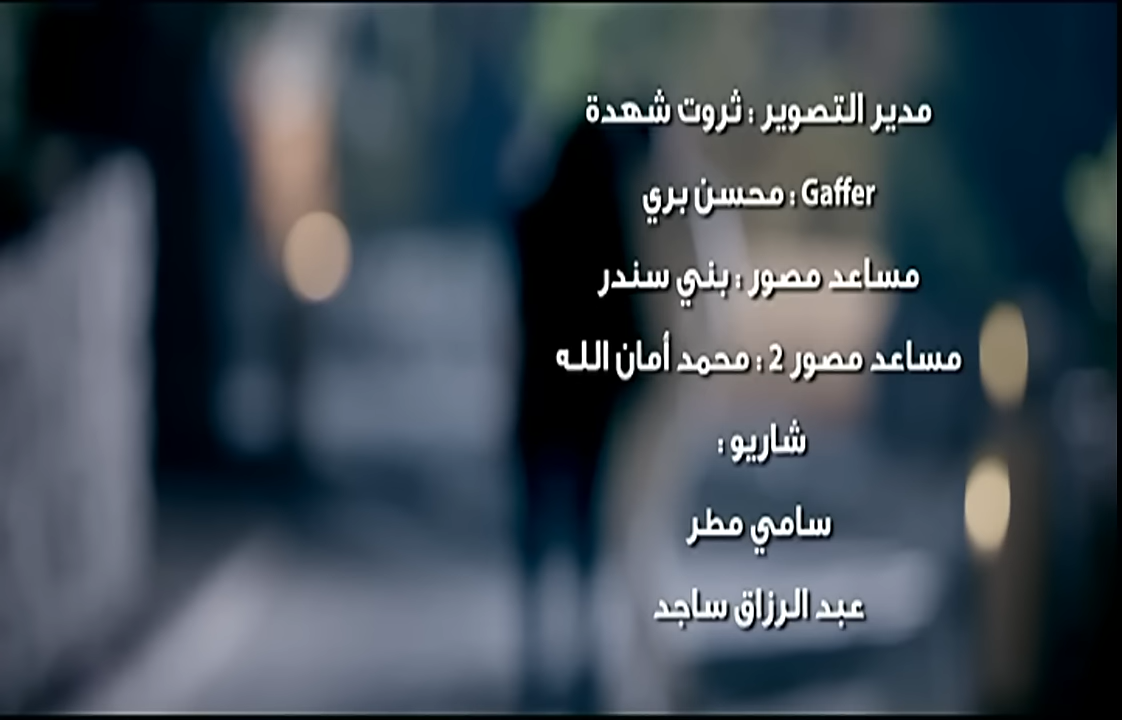 مدير التصوير : ثروت شهدة
Gaffer : محسن بري
مساعد مصور : بني سندر
مساعد مصور 2 : محمد أمان الله
شاريو :
سامي مطر
عبد الرزاق ساجد